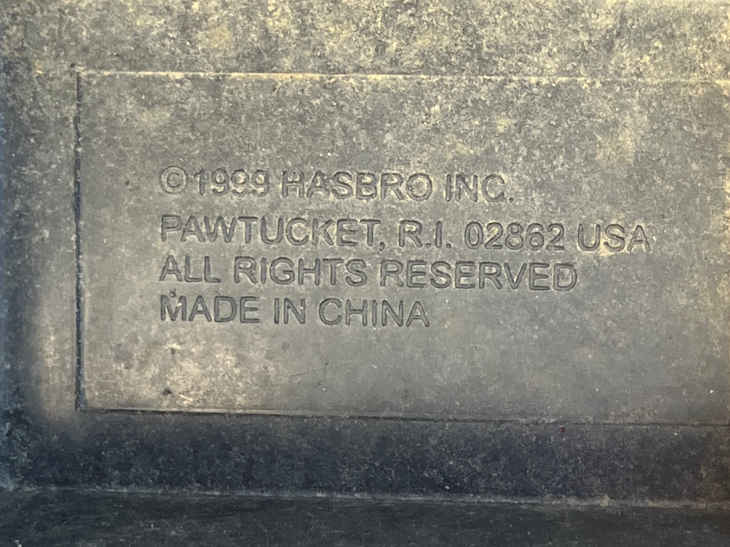 ©1999 HASBRO INC.
PAWTUCKET, R.I. 02862 USA
ALL RIGHTS RESERVED
MADE IN CHINA